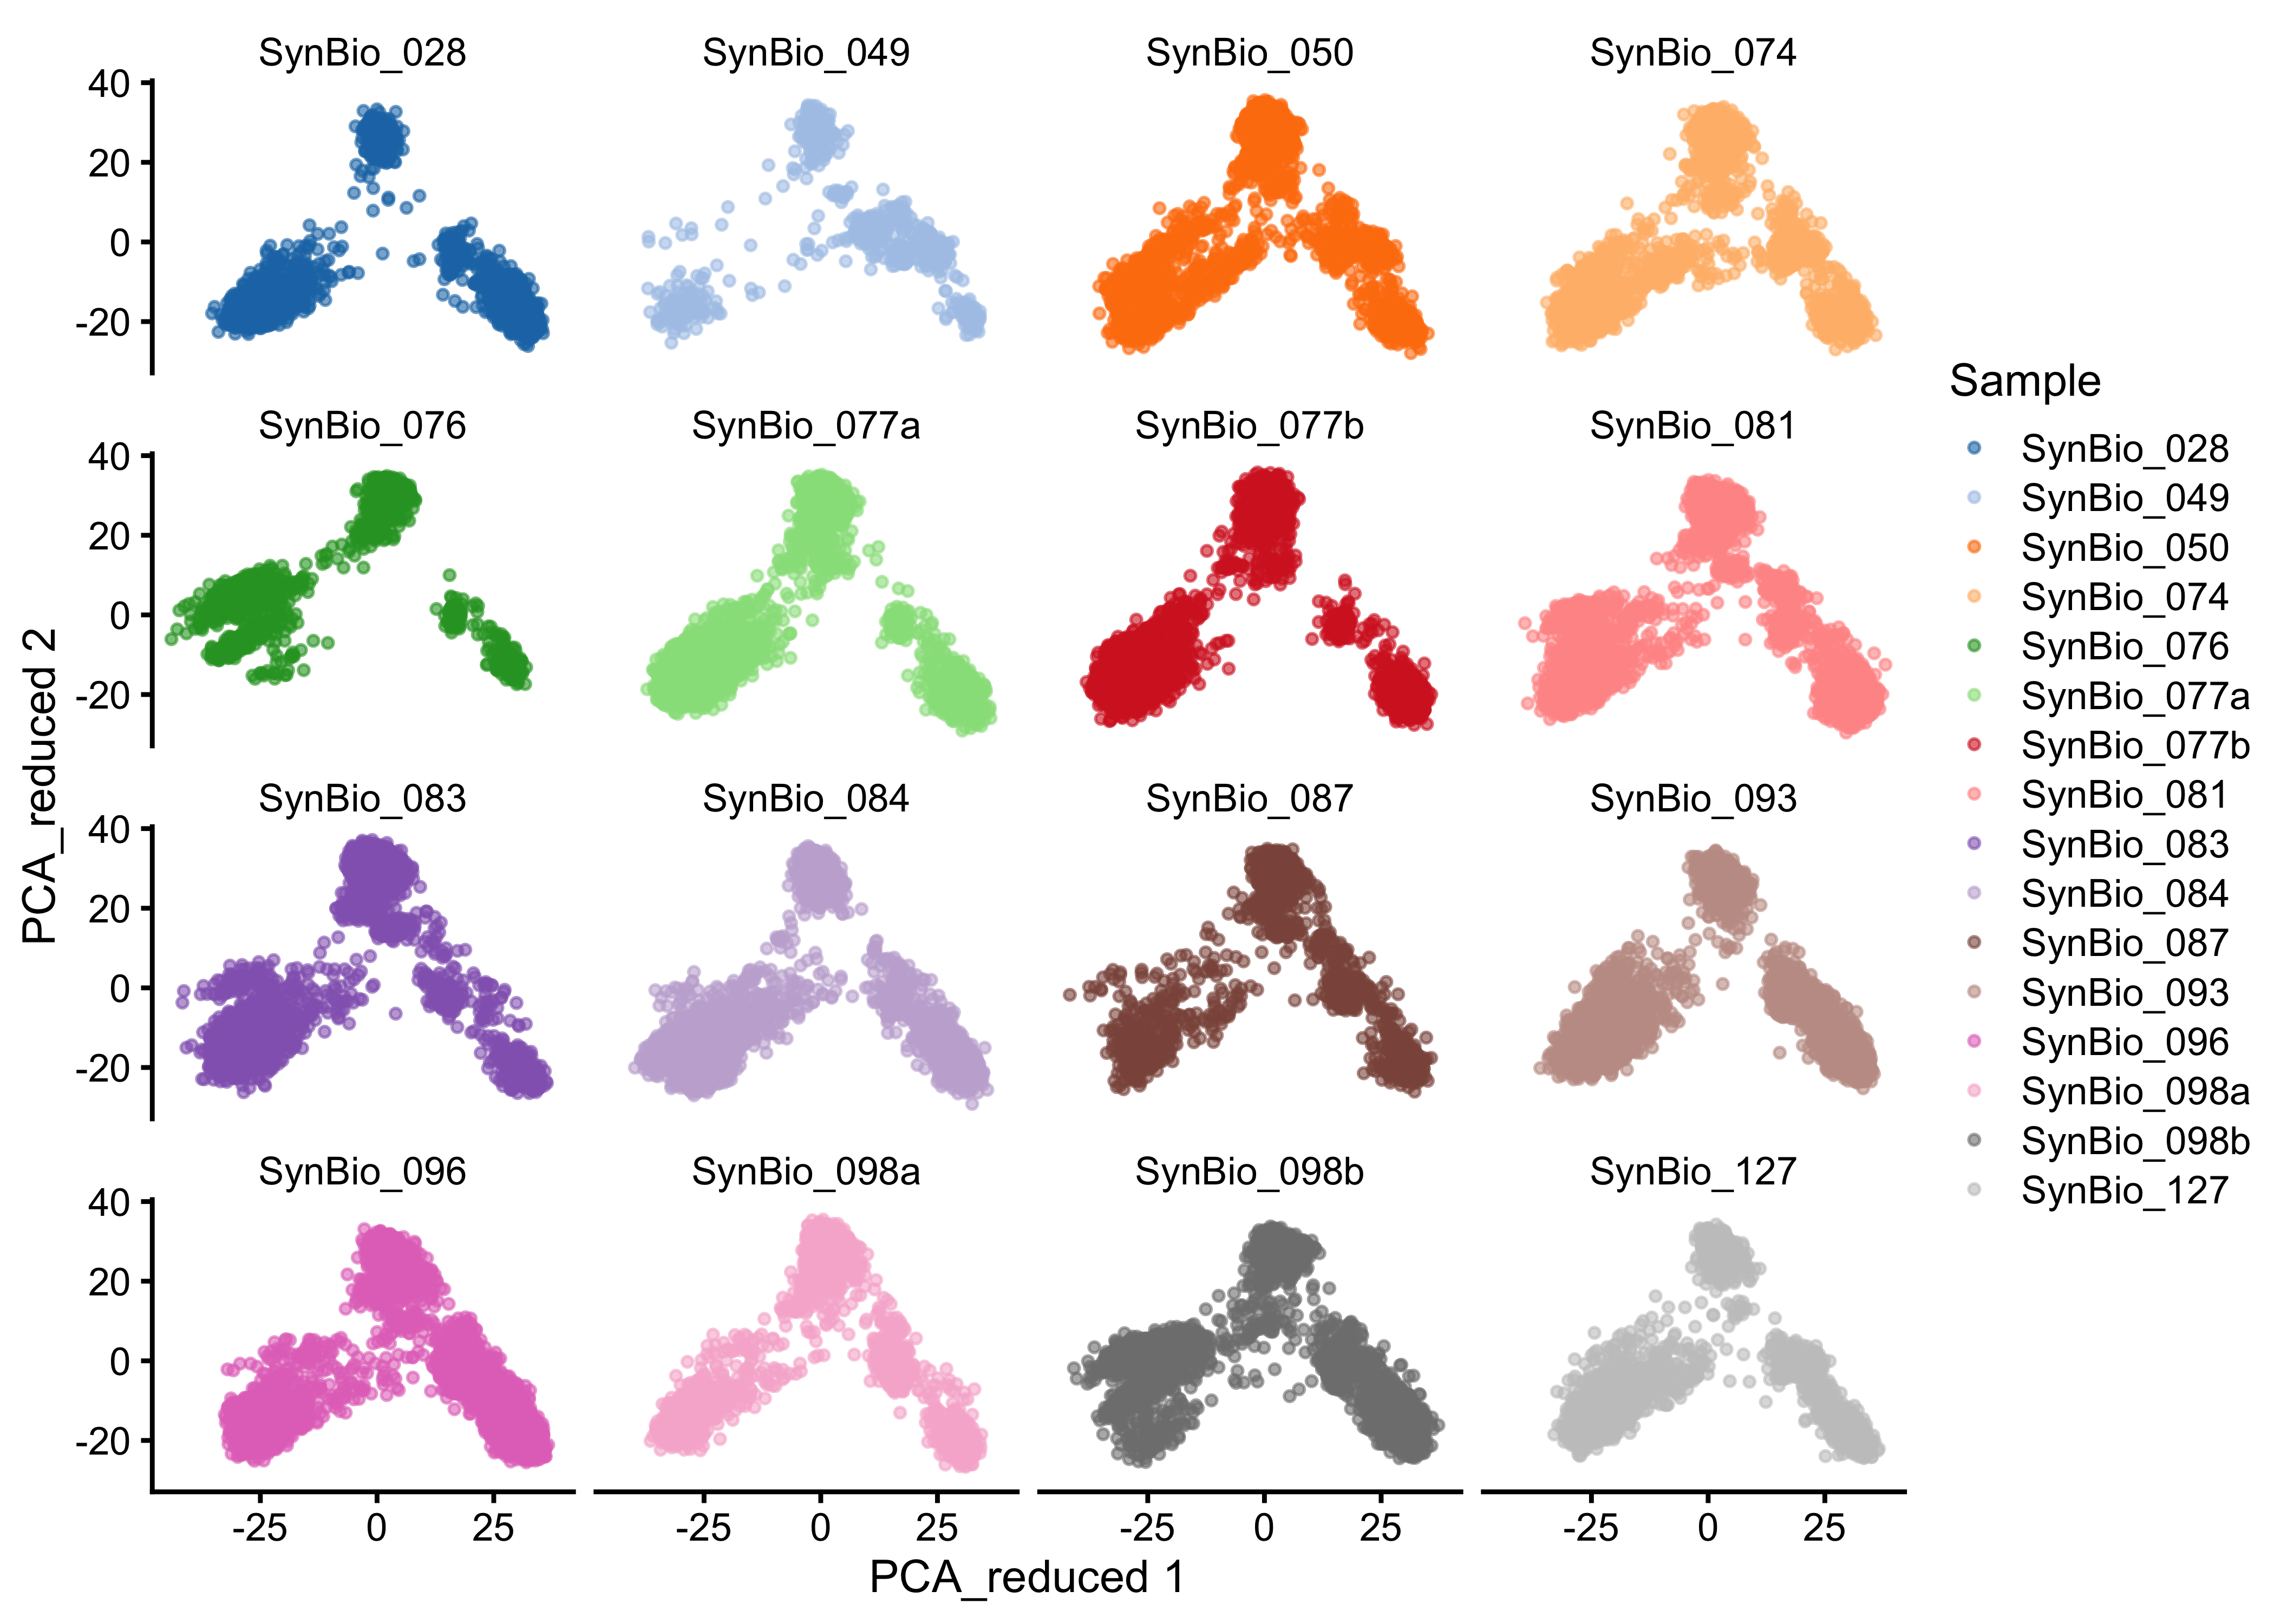 SynBio_028 SynBio_049 SynBio_050 SynBio_074
40
20
0
-20
SynBio_076 SynBio_077a SynBio_077b SynBio_081
40
20
0
-20
SynBio_083 SynBio_084 SynBio_087 SynBio_093
40
20
0
-20
SynBio_096 SynBio_098a SynBio_098b SynBio_127
40
20
0
-20
-25 0 25 -25 0 25 -25 0 25 -25 0 25
PCA_reduced 1
PCA_reduced 2
Sample
SynBio_028
SynBio_049
SynBio_050
SynBio_074
SynBio_076
SynBio_077a
SynBio_077b
SynBio_081
SynBio_083
SynBio_084
SynBio_087
SynBio_093
SynBio_096
SynBio_098a
SynBio_098b
SynBio_127